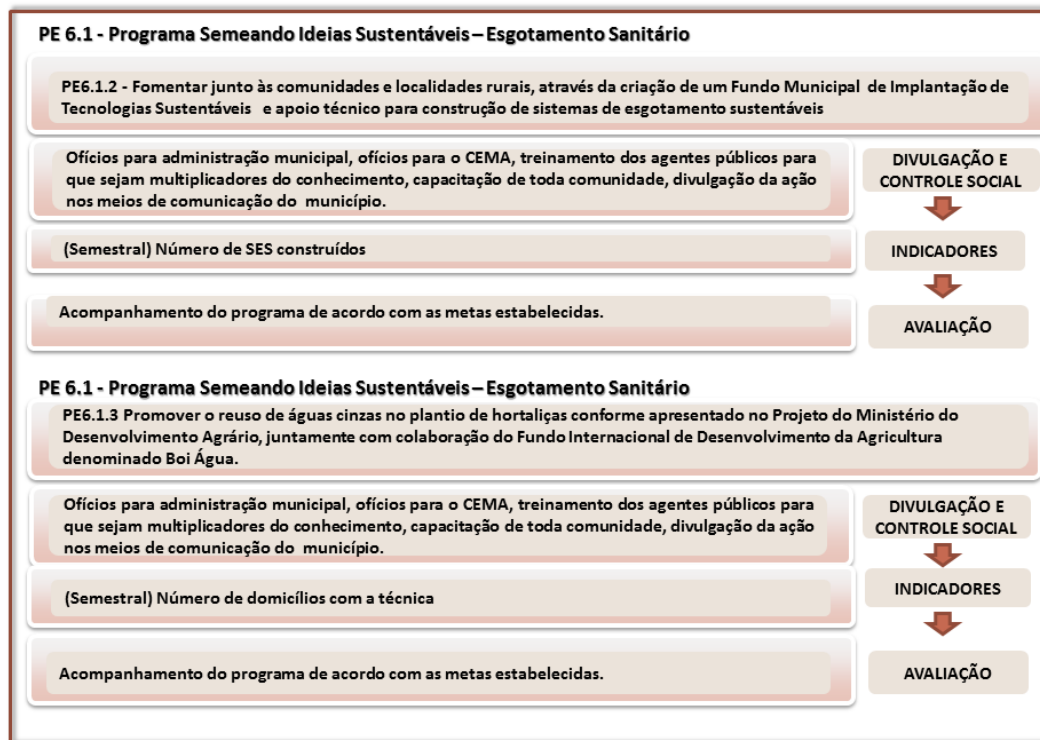 PE 6.1 - Programa Semeando Ideias Sustentáveis – Esgotamento Sanitário
PE6.1.2 - Fomentar junto às comunidades e localidades rurais, através da criação de um Fundo Municipal de Implantação de
Tecnologias Sustentáveis e apoio técnico para construção de sistemas de esgotamento sustentáveis
Ofícios para administração municipal, ofícios para o CEMA, treinamento dos agentes públicos para
que sejam multiplicadores do conhecimento, capacitação de toda comunidade, divulgação da ação
nos meios de comunicação do município.
DIVULGAÇÃO E
CONTROLE SOCIAL
(Semestral) Número de SES construídos
INDICADORES
Acompanhamento do programa de acordo com as metas estabelecidas.
AVALIAÇÃO
PE 6.1 - Programa Semeando Ideias Sustentáveis – Esgotamento Sanitário
PE6.1.3 Promover o reuso de águas cinzas no plantio de hortaliças conforme apresentado no Projeto do Ministério do
Desenvolvimento Agrário, juntamente com colaboração do Fundo Internacional de Desenvolvimento da Agricultura
denominado Boi Água.
Ofícios para administração municipal, ofícios para o CEMA, treinamento dos agentes públicos para
que sejam multiplicadores do conhecimento, capacitação de toda comunidade, divulgação da ação
nos meios de comunicação do município.
DIVULGAÇÃO E
CONTROLE SOCIAL
(Semestral) Número de domicílios com a técnica
INDICADORES
Acompanhamento do programa de acordo com as metas estabelecidas.
AVALIAÇÃO